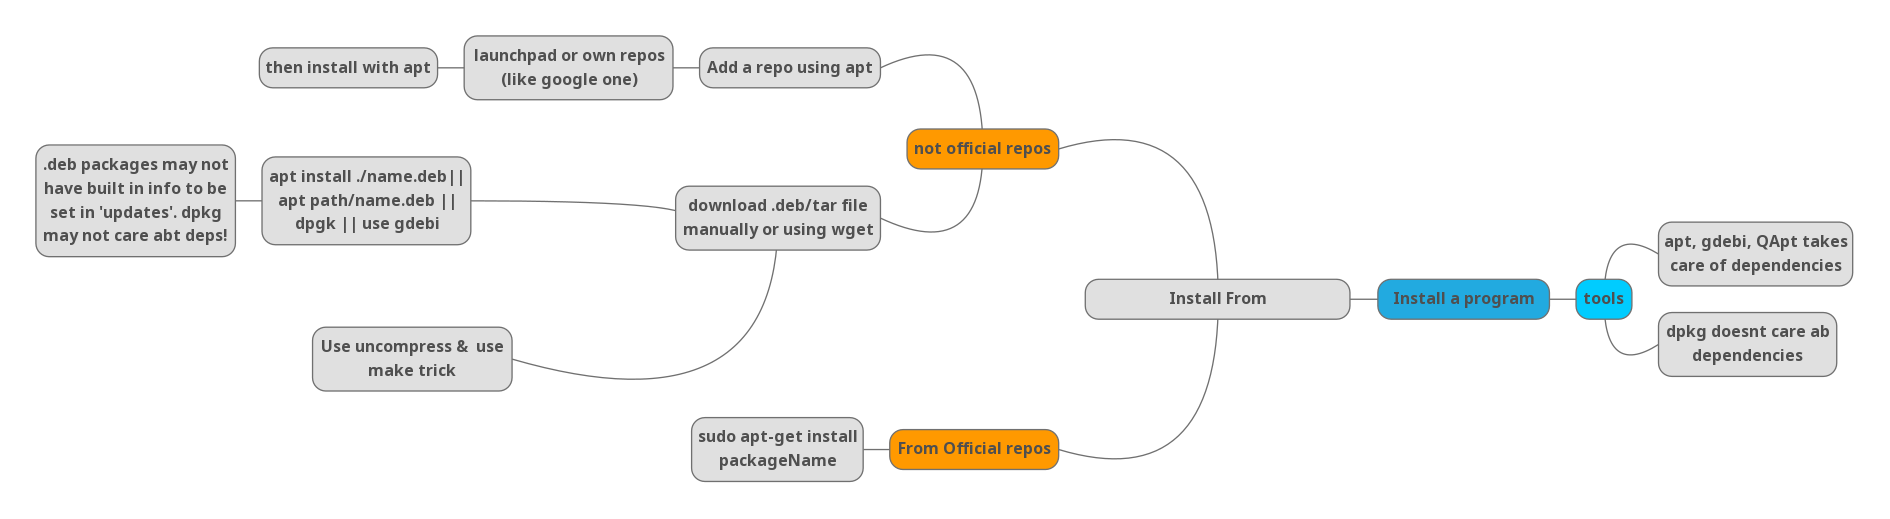 then install with apt
launchpad or own repos
(like google one)
Add a repo using apt
not official repos
.deb packages may not
have built in info to be
set in 'updates'. dpkg
may not care abt deps!
apt install ./name.deb||
apt path/name.deb ||
dpgk || use gdebi
download .deb/tar file
manually or using wget
Use uncompress &  use
make trick
sudo apt-get install
packageName
From Official repos
Install From
Install a program
tools
apt, gdebi, QApt takes
care of dependencies
dpkg doesnt care ab
dependencies